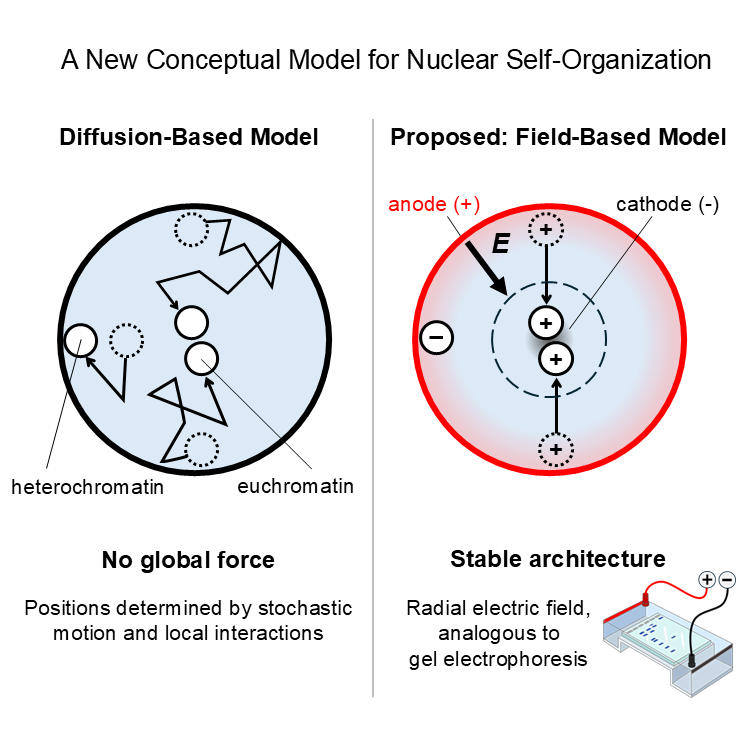 A New Conceptual Model for Nuclear Self-Organization
Diffusion-Based Model
heterochromatin
euchromatin
No global force
Positions determined by stochastic
motion and local interactions
Proposed: Field-Based Model
anode (+)
cathode (-)
E
+
−
+
+
+
Stable architecture
Radial electric field,
analogous to
gel electrophoresis
+ −